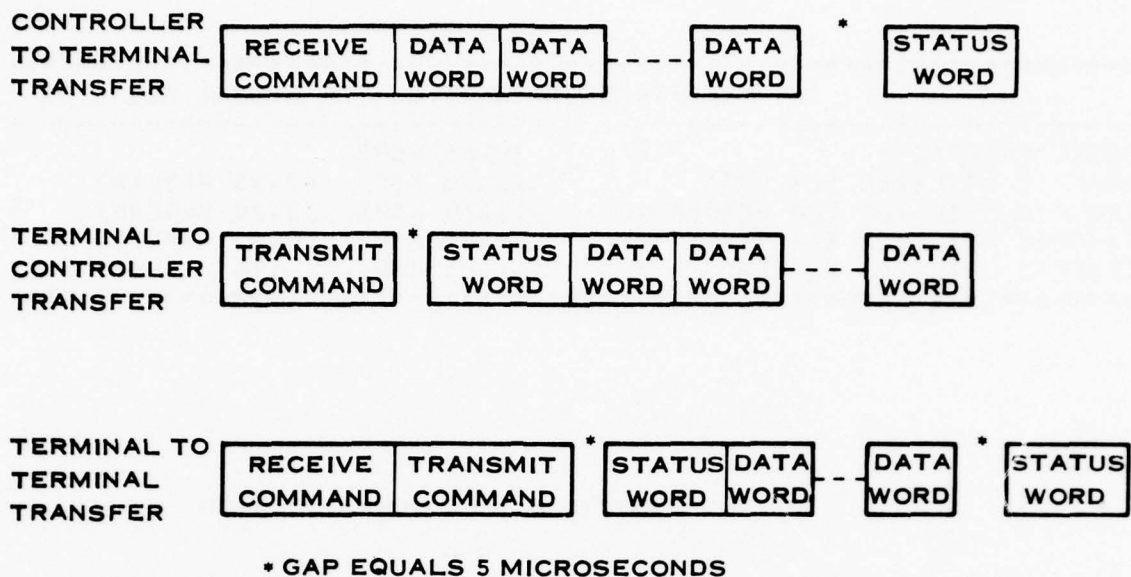 CONTROLLER
TO TERMINAL
TRANSFER
RECEIVE
COMMAND
DATA
WORD
DATA
WORD
DATA
WORD
*
STATUS
WORD
TERMINAL TO
CONTROLLER
TRANSFER
TRANSMIT
COMMAND
*
STATUS
WORD
DATA
WORD
DATA
WORD
DATA
WORD
TERMINAL TO
TERMINAL
TRANSFER
RECEIVE
COMMAND
TRANSMIT
COMMAND
*
STATUS
WORD
DATA
WORD
DATA
WORD
*
STATUS
WORD
* GAP EQUALS 5 MICROSECONDS